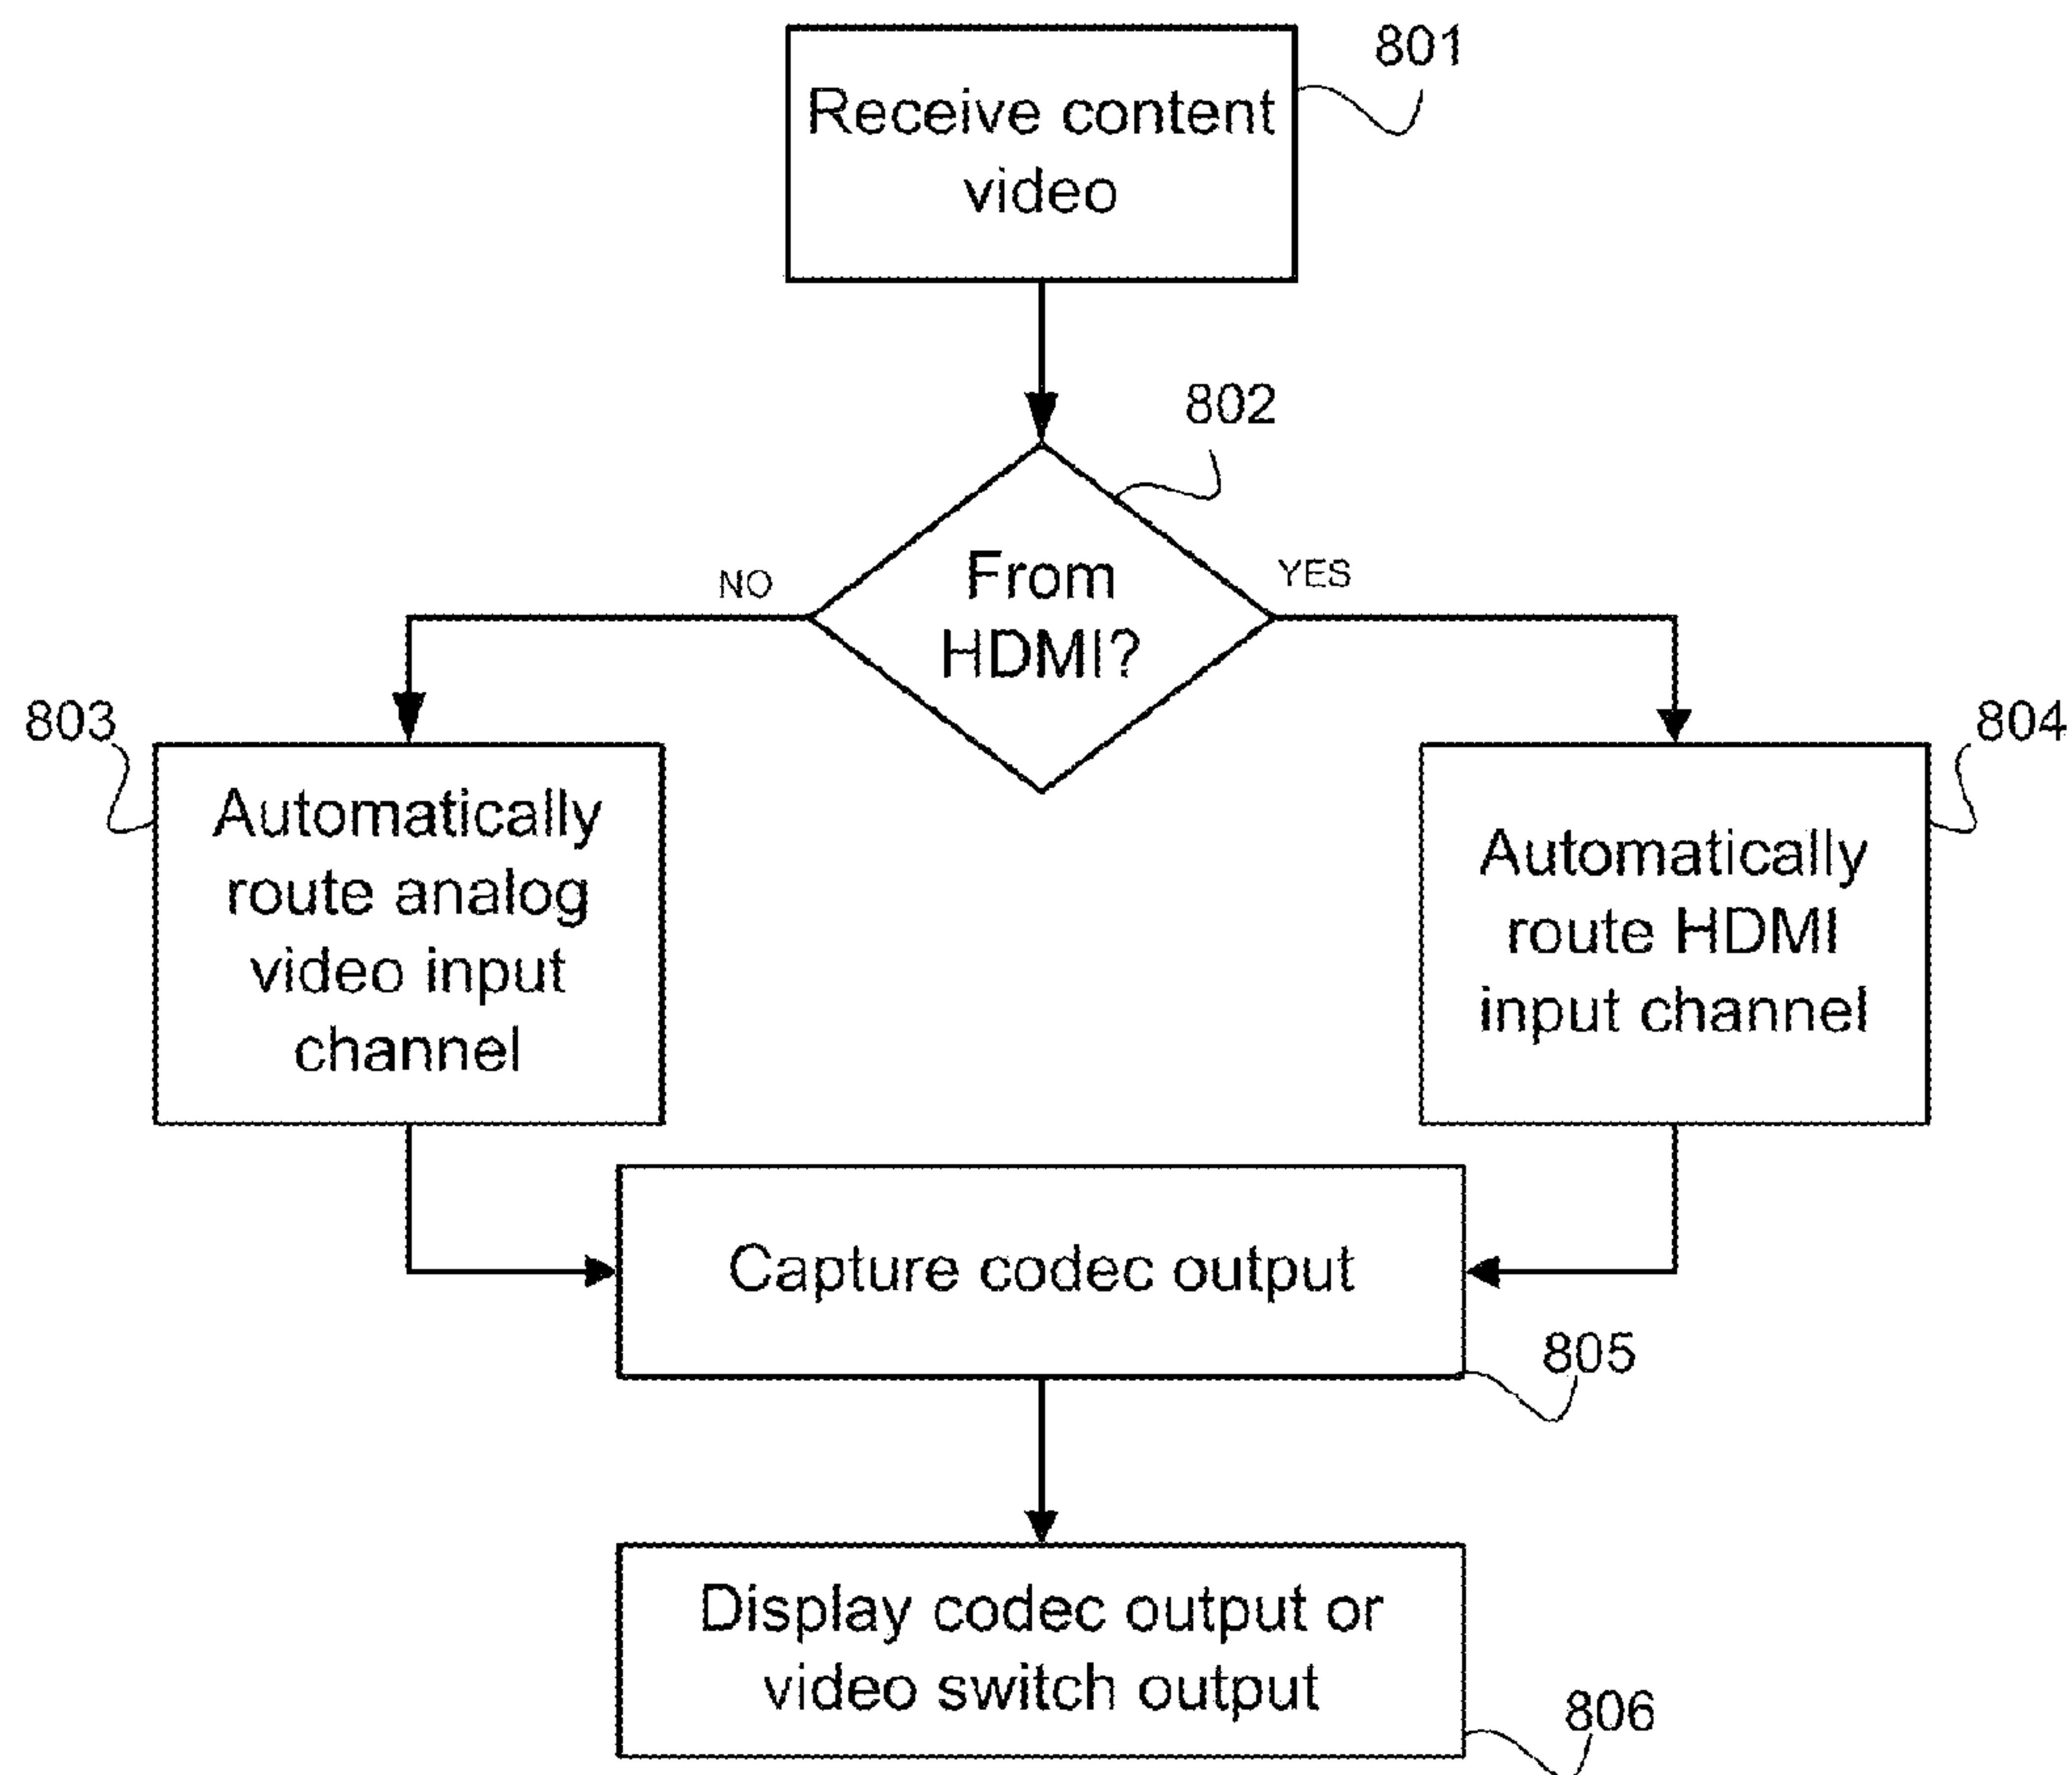 801
Receive content
video
802
From
HDMI?
NO
YES
803
Automatically
route analog
video input
channel
804
Automatically
route HDMI
input channel
Capture codec output
805
Display codec output or
video switch output
806